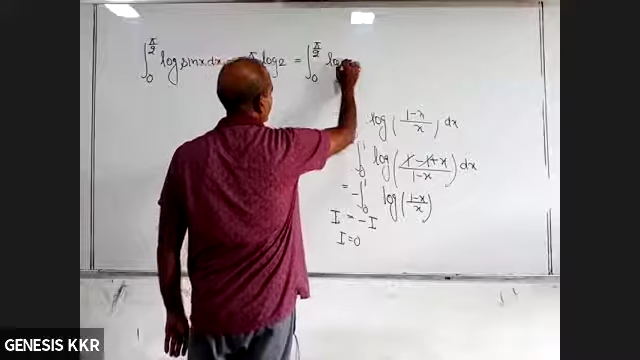 ∫₀^{π/2} log sinx dx = π/ log2 = ∫₀^{π/2} log
log(1-x/x) dx
∫₀¹ log(1-1+x/1-x) dx
= -∫₀¹ log(1-x/x)
I = -I
I=0
GENESIS KKR